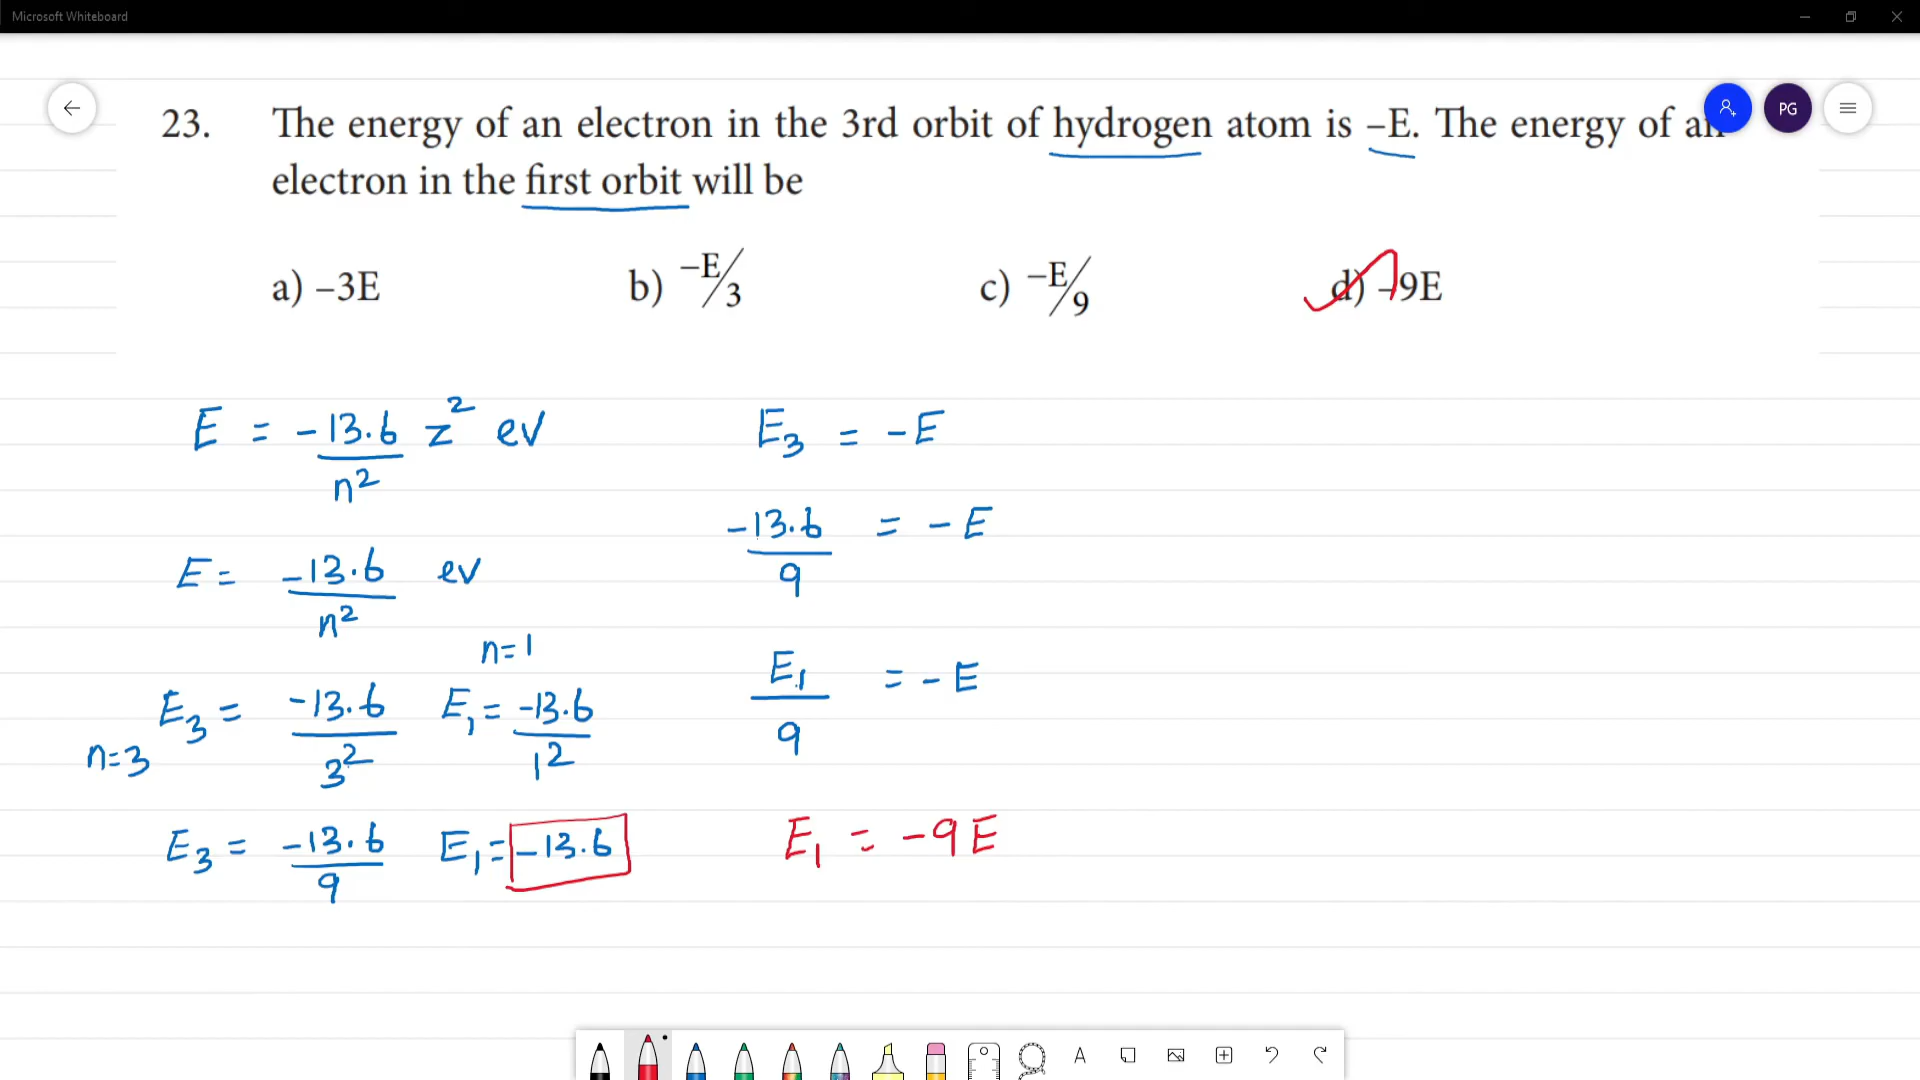 Microsoft Whiteboard
PG
23. The energy of an electron in the 3rd orbit of hydrogen atom is –E. The energy of an
electron in the first orbit will be
a) –3E b) –E/3 c) –E/9 d) –9E
E = -13.6/n² z² ev
E = -13.6/n² ev
n=1
n=3 E₃ = -13.6/3² E₁ = -13.6/1²
E₃ = -13.6/9 E₁ = -13.6
E₃ = -E
-13.6/9 = -E
E₁/9 = -E
E₁ = -9E
A